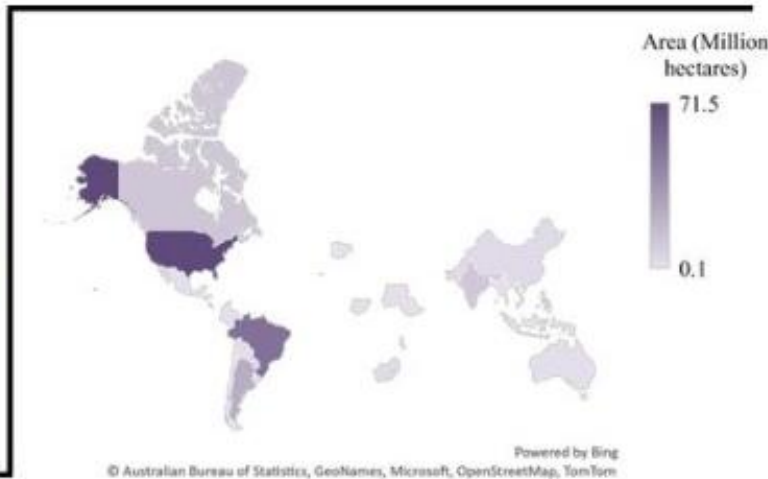 Area (Million
hectares)
71.5
0.1
Powered by Bing
© Australian Bureau of Statistics, GeoNames, Microsoft, OpenStreetMap, TomTom